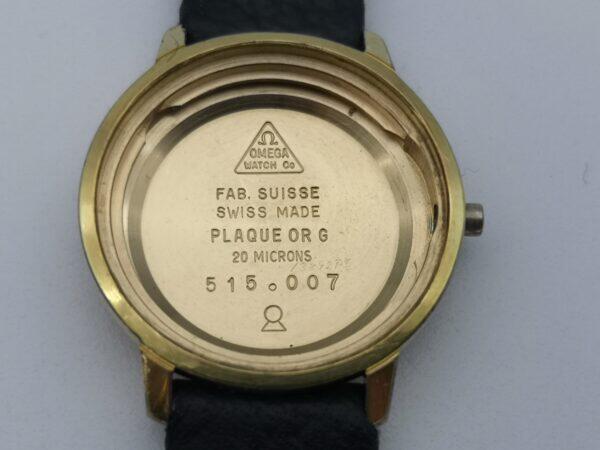 Ω
OMEGA
WATCH Co
FAB. SUISSE
SWISS MADE
PLAQUE OR G
20 MICRONS
515.007